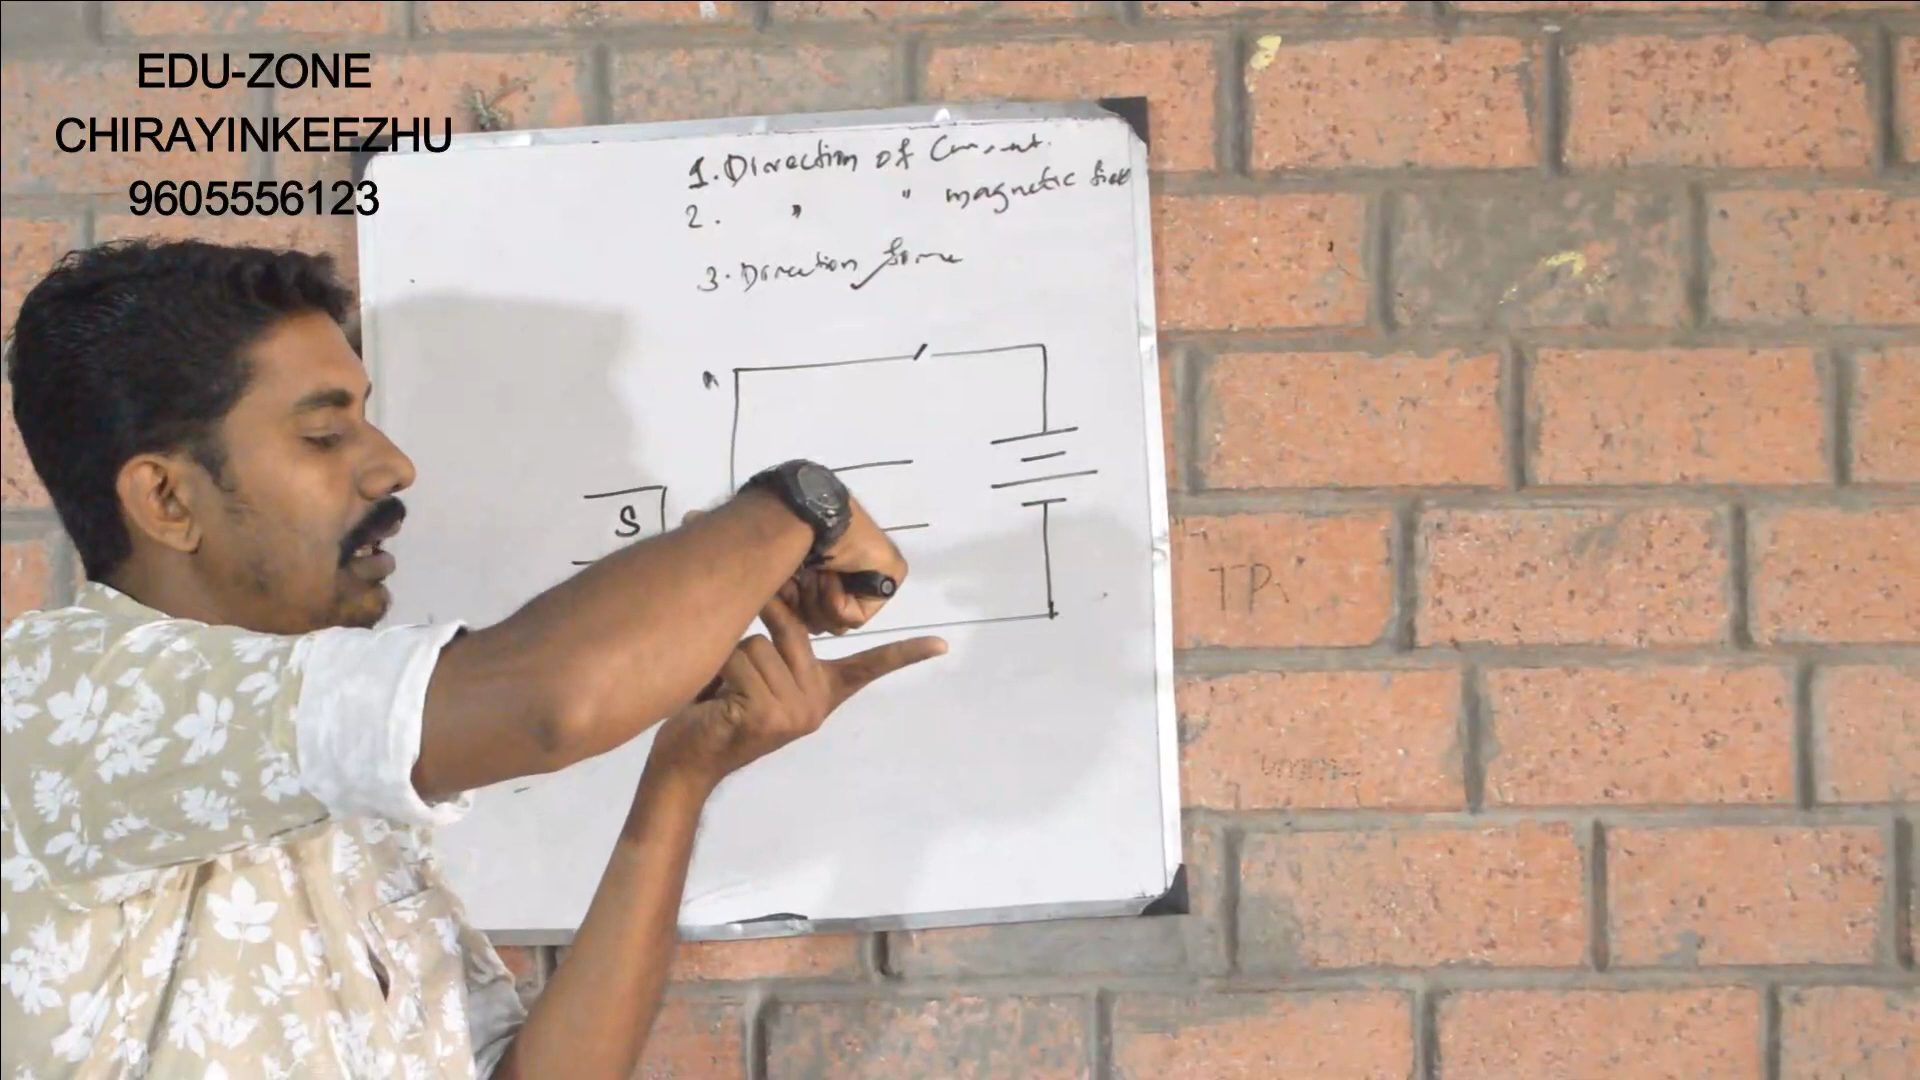 EDU-ZONE
CHIRAYINKEEZHU
9605556123
1. Direction of Current.
2. " " magnetic field
3. Direction force
A
S
TP